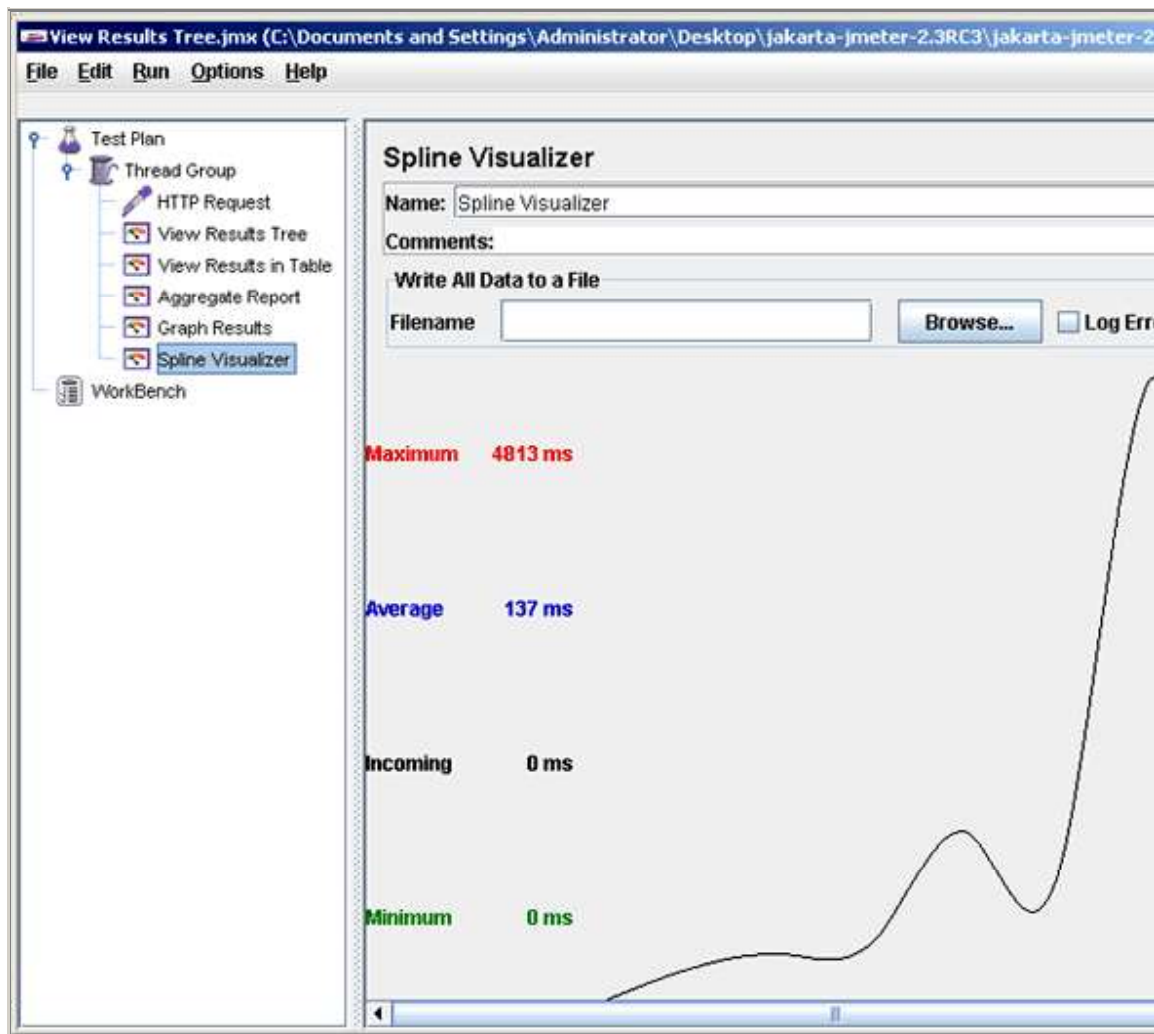 View Results Tree.jmx (C:\Documents and Settings\Administrator\Desktop\jakarta-jmeter-2.3RC3\jakarta-jmeter-2
File Edit Run Options Help
Test Plan
Thread Group
HTTP Request
View Results Tree
View Results in Table
Aggregate Report
Graph Results
Spline Visualizer
WorkBench
Spline Visualizer
Name: Spline Visualizer
Comments:
Write All Data to a File
Filename Browse... Log Erro
Maximum 4813 ms
Average 137 ms
Incoming 0 ms
Minimum 0 ms